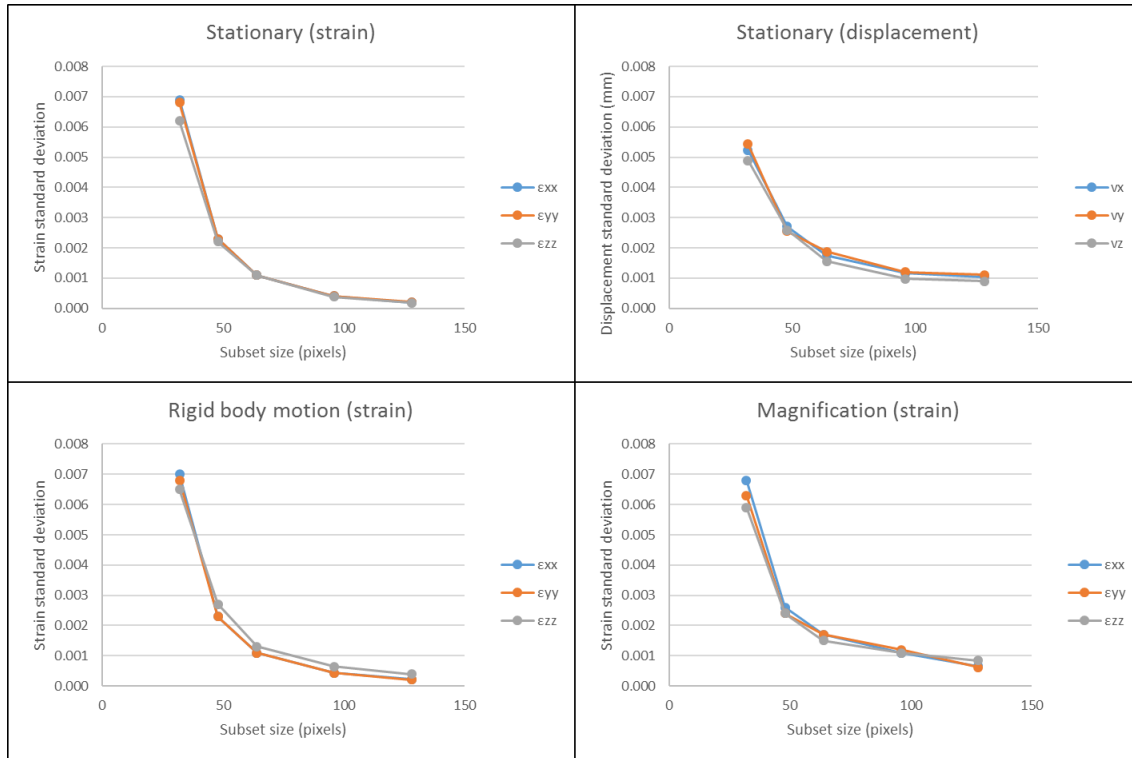 Stationary (strain)
0.008
0.007
0.006
0.005
0.004
0.003
0.002
0.001
0.000
0
50
100
150
Strain standard deviation
Subset size (pixels)
εxx
εyy
εzz
Stationary (displacement)
0.008
0.007
0.006
0.005
0.004
0.003
0.002
0.001
0.000
0
50
100
150
Displacement standard deviation (mm)
Subset size (pixels)
vx
vy
vz
Rigid body motion (strain)
0.008
0.007
0.006
0.005
0.004
0.003
0.002
0.001
0.000
0
50
100
150
Strain standard deviation
Subset size (pixels)
εxx
εyy
εzz
Magnification (strain)
0.008
0.007
0.006
0.005
0.004
0.003
0.002
0.001
0.000
0
50
100
150
Strain standard deviation
Subset size (pixels)
εxx
εyy
εzz